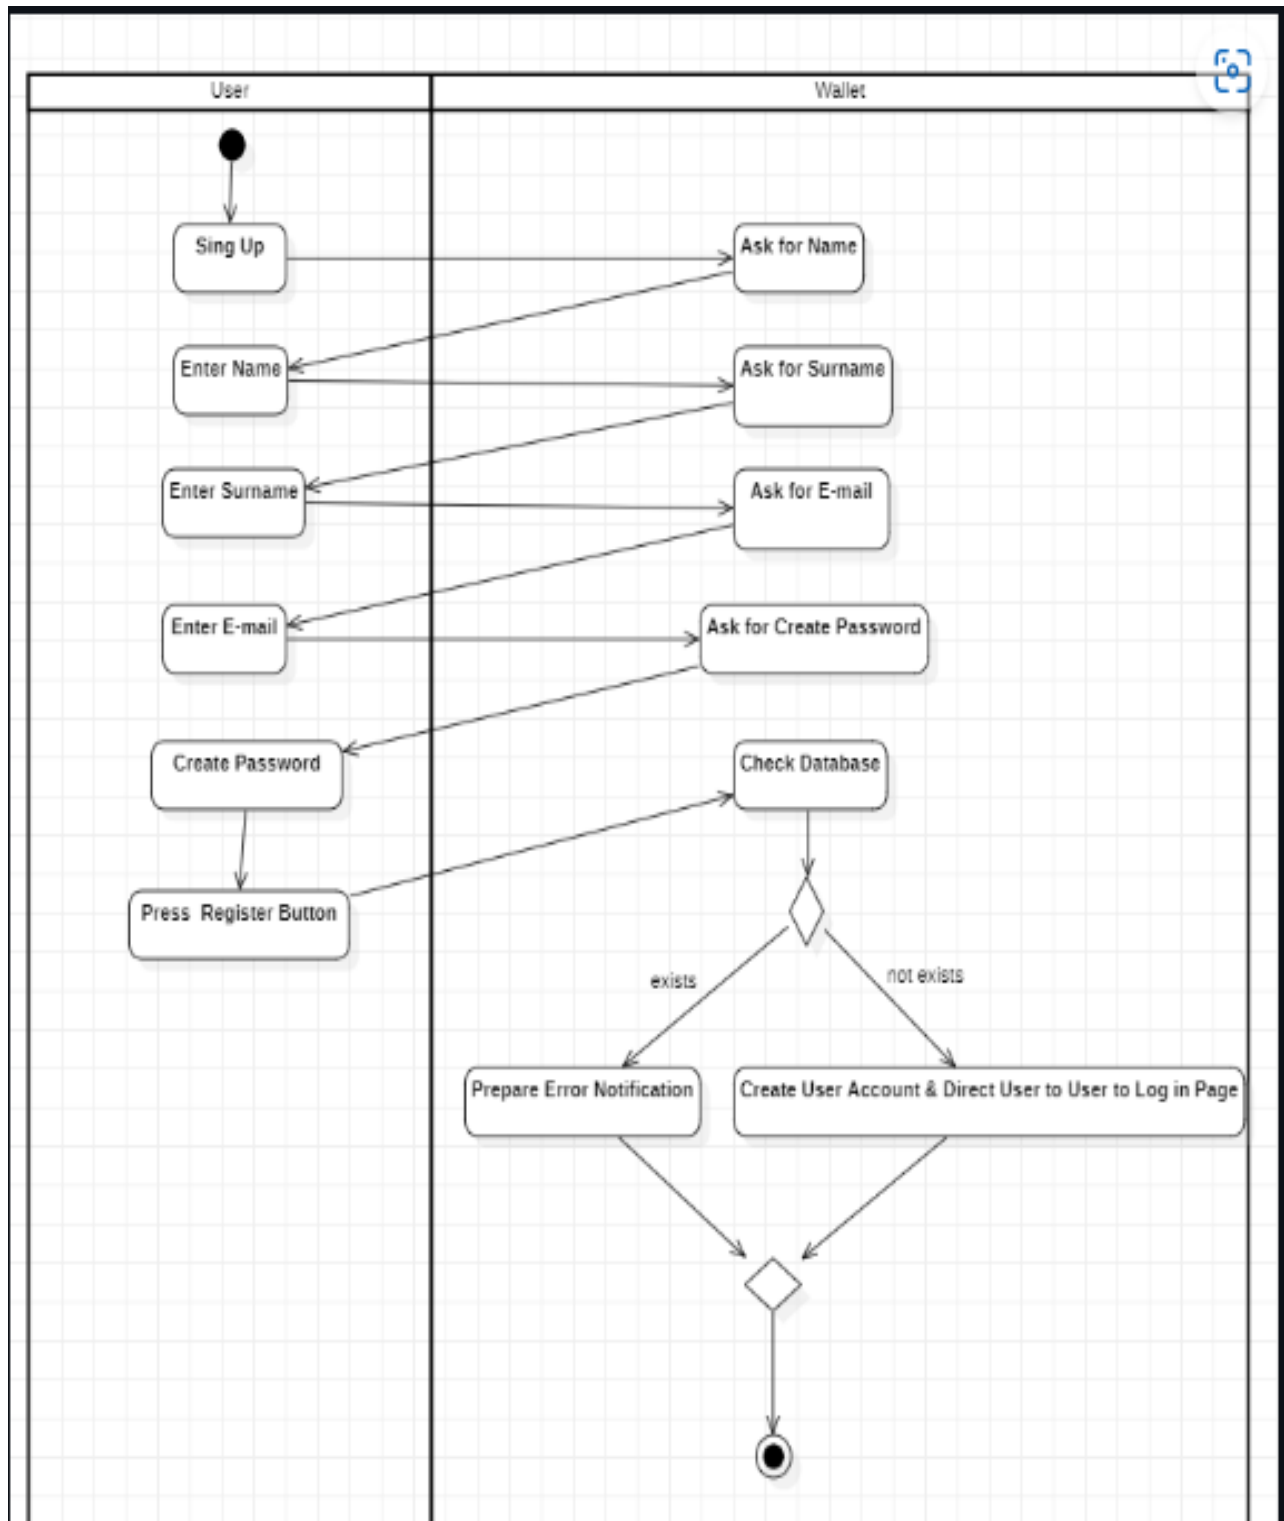 User
Wallet
Sing Up
Ask for Name
Enter Name
Ask for Surname
Enter Surname
Ask for E-mail
Enter E-mail
Ask for Create Password
Create Password
Check Database
Press  Register Button
exists
not exists
Prepare Error Notification
Create User Account & Direct User to User to Log in Page